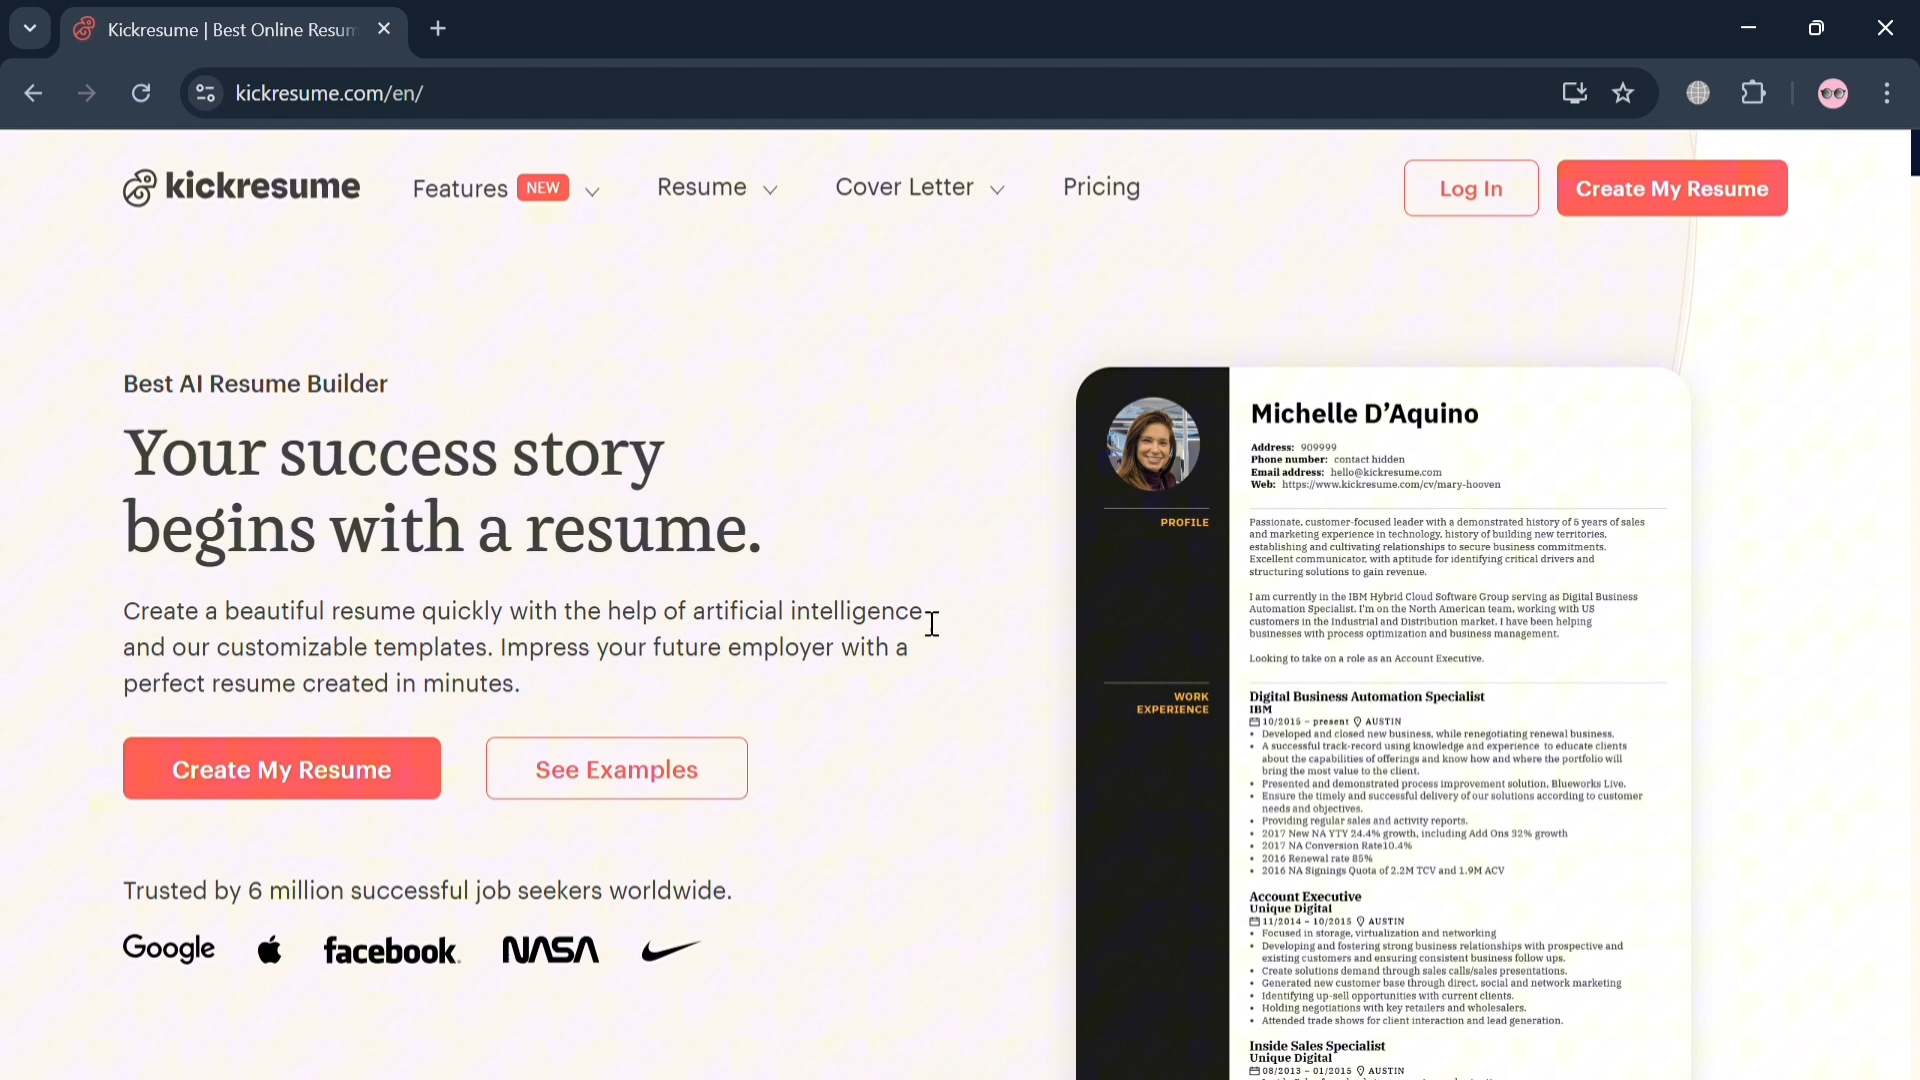 Kickresume | Best Online Resum
kickresume.com/en/
kickresume
Features NEW
Resume
Cover Letter
Pricing
Log In
Create My Resume
Best AI Resume Builder
Your success story
begins with a resume.
Create a beautiful resume quickly with the help of artificial intelligence
and our customizable templates. Impress your future employer with a
perfect resume created in minutes.
Create My Resume
See Examples
Trusted by 6 million successful job seekers worldwide.
Google
facebook.
NASA
Michelle D'Aquino
Address: 909999
Phone number: contact hidden
Email address: hello@kickresume.com
Web: https://www.kickresume.com/cv/mary-hooven
PROFILE
Passionate, customer-focused leader with a demonstrated history of 5 years of sales
and marketing experience in technology, history of building new territories,
establishing and cultivating relationships to secure business commitments.
Excellent communicator, with aptitude for identifying critical drivers and
structuring solutions to gain revenue.
I am currently in the IBM Hybrid Cloud Software Group serving as Digital Business
Automation Specialist. I'm on the North American team, working with US
customers in the Industrial and Distribution market. I have been helping
businesses with process optimization and business management.
Looking to take on a role as an Account Executive.
WORK
EXPERIENCE
Digital Business Automation Specialist
IBM
10/2015 – present AUSTIN
• Developed and closed new business, while renegotiating renewal business.
• A successful track-record using knowledge and experience to educate clients
about the capabilities of offerings and know how and where the portfolio will
bring the most value to the client.
• Presented and demonstrated process improvement solution, Blueworks Live.
• Ensure the timely and successful delivery of our solutions according to customer
needs and objectives.
• Providing regular sales and activity reports.
• 2017 New NA YTY 24.4% growth, including Add Ons 32% growth
• 2017 NA Conversion Rate10.4%
• 2016 Renewal rate 85%
• 2016 NA Signings Quota of 2.2M TCV and 1.9M ACV
Account Executive
Unique Digital
11/2014 – 10/2015 AUSTIN
• Focused in storage, virtualization and networking
• Developing and fostering strong business relationships with prospective and
existing customers and ensuring consistent business follow ups.
• Create solutions demand through sales calls/sales presentations.
• Generated new customer base through direct, social and network marketing
• Identifying up-sell opportunities with current clients.
• Holding negotiations with key retailers and wholesalers.
• Attended trade shows for client interaction and lead generation.
Inside Sales Specialist
Unique Digital
08/2013 – 01/2015 AUSTIN